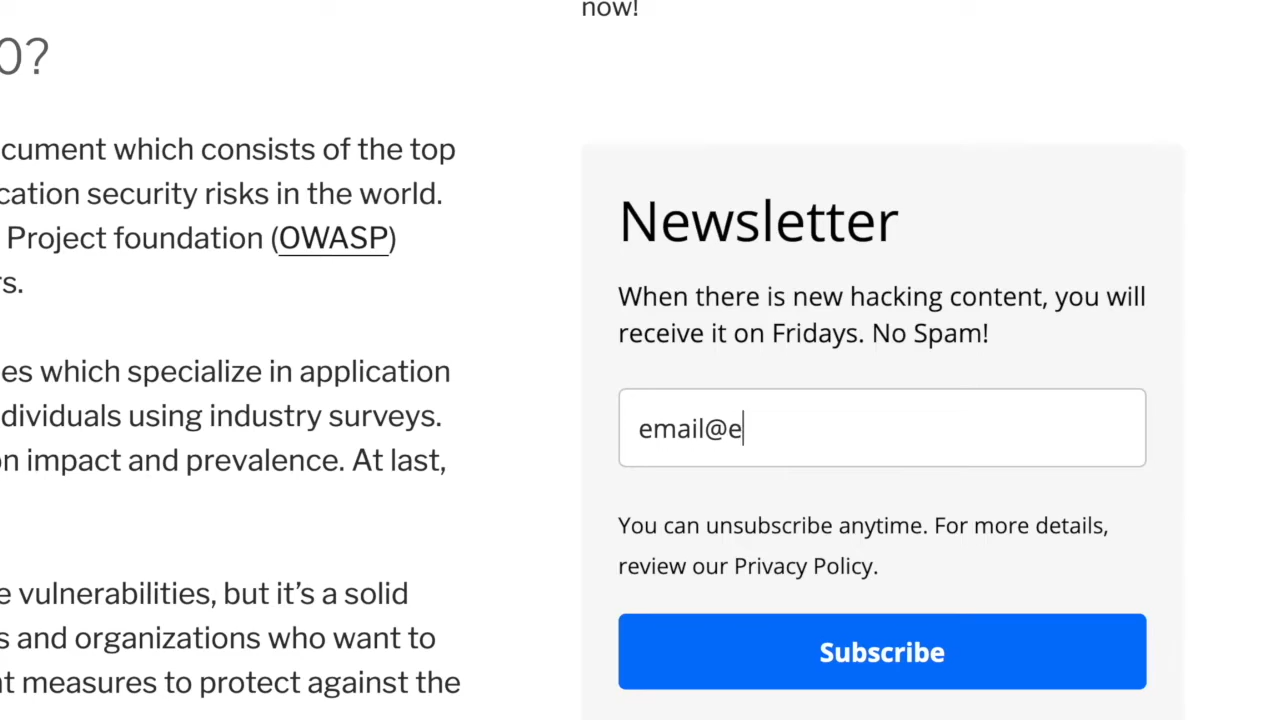 0?
cument which consists of the top
cation security risks in the world.
Project foundation (OWASP)
rs.
es which specialize in application
dividuals using industry surveys.
on impact and prevalence. At last,
e vulnerabilities, but it’s a solid
s and organizations who want to
nt measures to protect against the
now!
Newsletter
When there is new hacking content, you will
receive it on Fridays. No Spam!
email@e
You can unsubscribe anytime. For more details,
review our Privacy Policy.
Subscribe